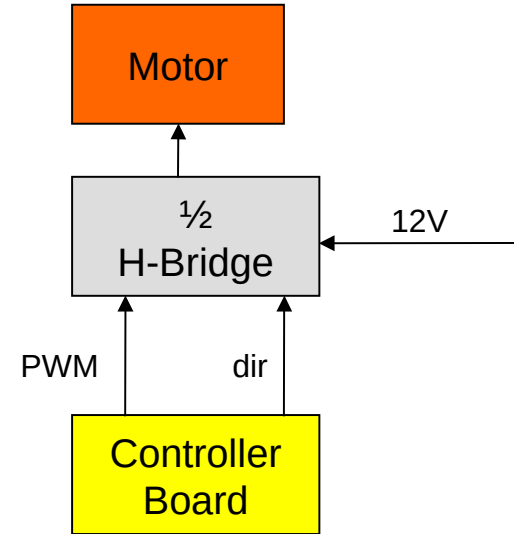 Motor
½
H-Bridge
12V
PWM
dir
Controller
Board